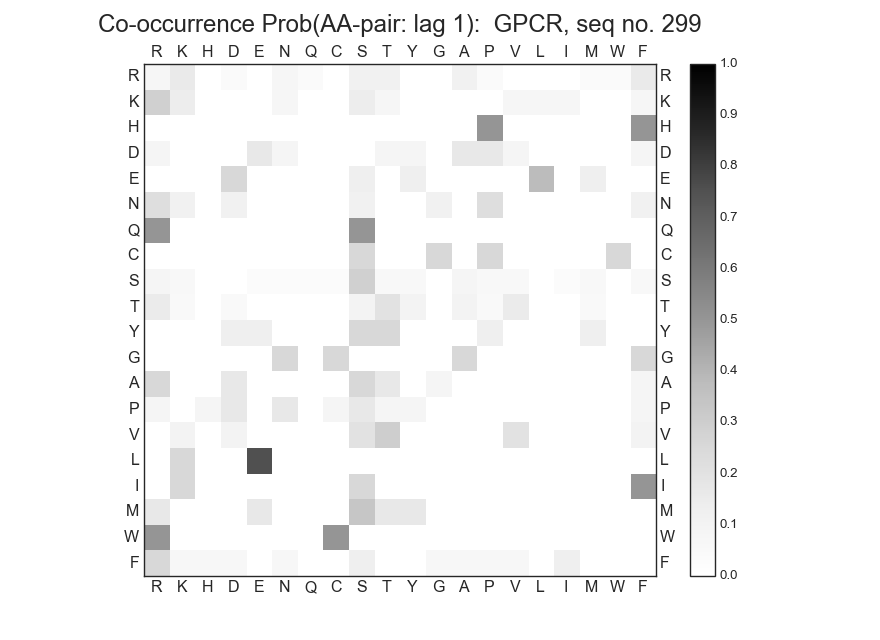 Co-occurrence Prob(AA-pair: lag 1):  GPCR, seq no. 299
R K H D E N Q C S T Y G A P V L I M W F
R R 1.0
K K 0.9
H H
D D 0.8
E E
N N 0.7
Q Q 0.6
C C
S S 0.5
T T
Y Y 0.4
G G
A A 0.3
P P
V V 0.2
L L
I I 0.1
M M
W W
F F 0.0
R K H D E N Q C S T Y G A P V L I M W F